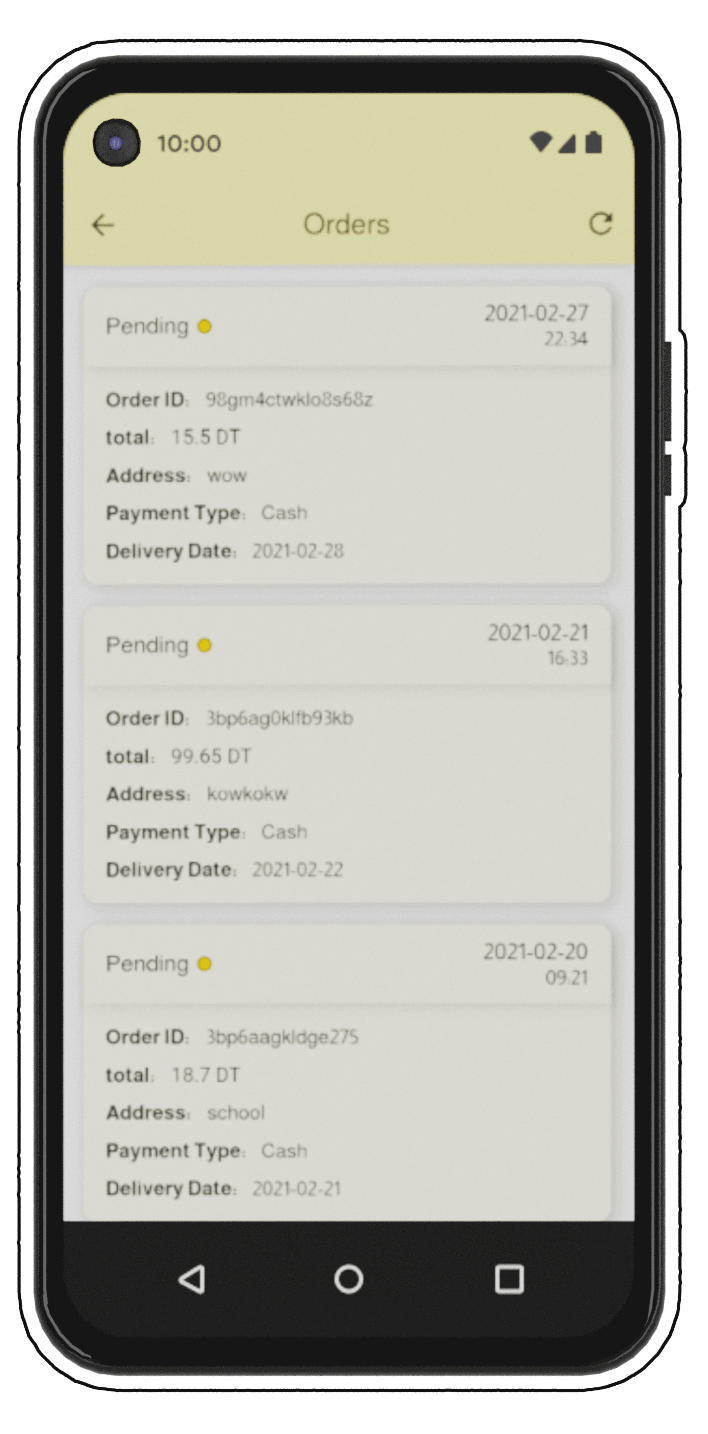 10:00
Orders
Pending
2021-02-27
22:34
Order ID: 98gm4ctwklo8s68z
total: 15.5 DT
Address: wow
Payment Type: Cash
Delivery Date: 2021-02-28
Pending
2021-02-21
16:33
Order ID: 3bp6ag0klfb93kb
total: 99.65 DT
Address: kowkokw
Payment Type: Cash
Delivery Date: 2021-02-22
Pending
2021-02-20
09:21
Order ID: 3bp6aagkldge275
total: 18.7 DT
Address: school
Payment Type: Cash
Delivery Date: 2021-02-21